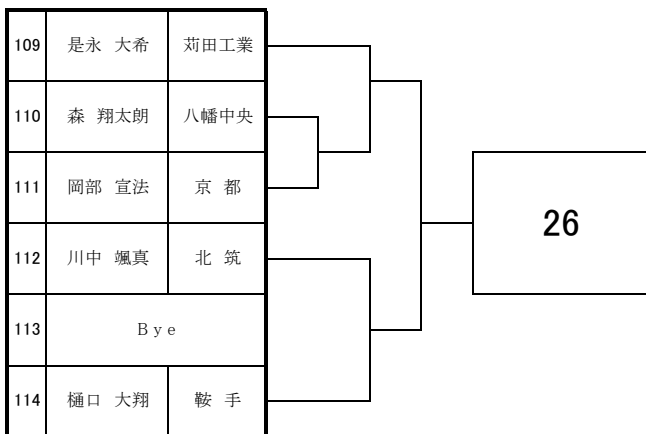 109 是永 大希 苅田工業
110 森 翔太朗 八幡中央
111 岡部 宣法 京 都
112 川中 颯真 北 筑
113 Bye
114 樋口 大翔 鞍 手
26